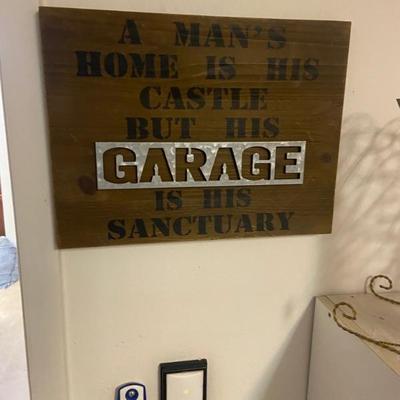 A MAN'S
HOME IS HIS
CASTLE
BUT HIS
GARAGE
IS HIS
SANCTUARY